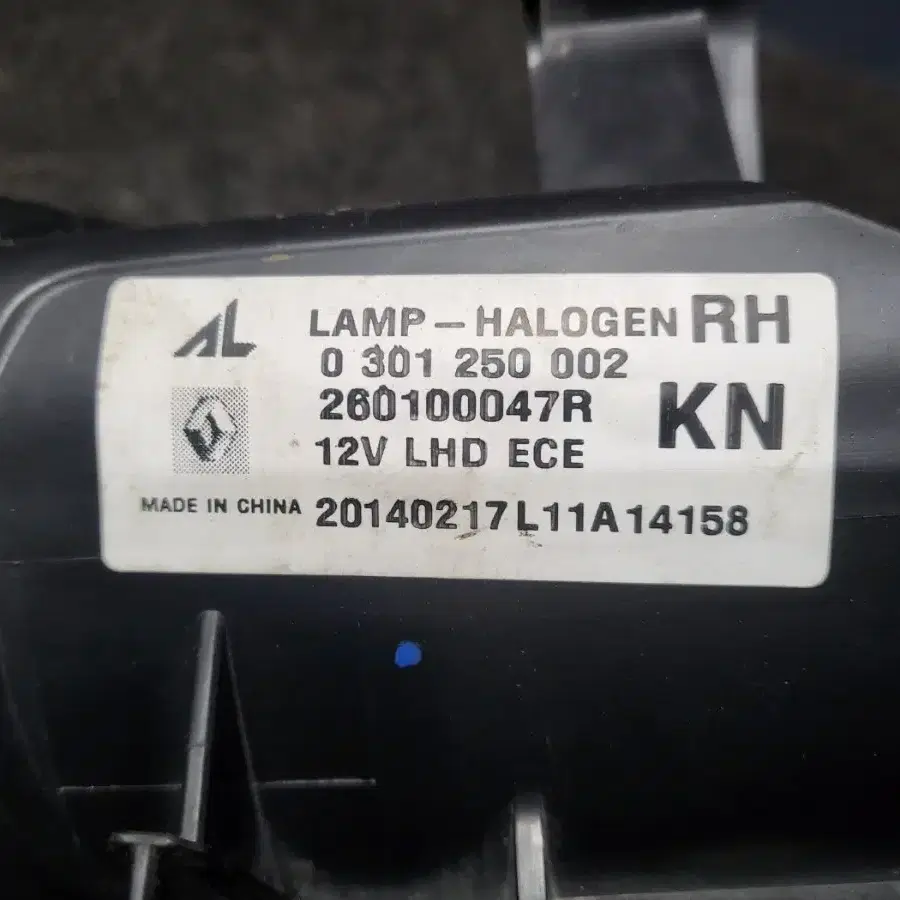 AL
LAMP-HALOGEN RH
0 301 250 002
260100047R KN
12V LHD ECE
MADE IN CHINA 20140217L11A14158